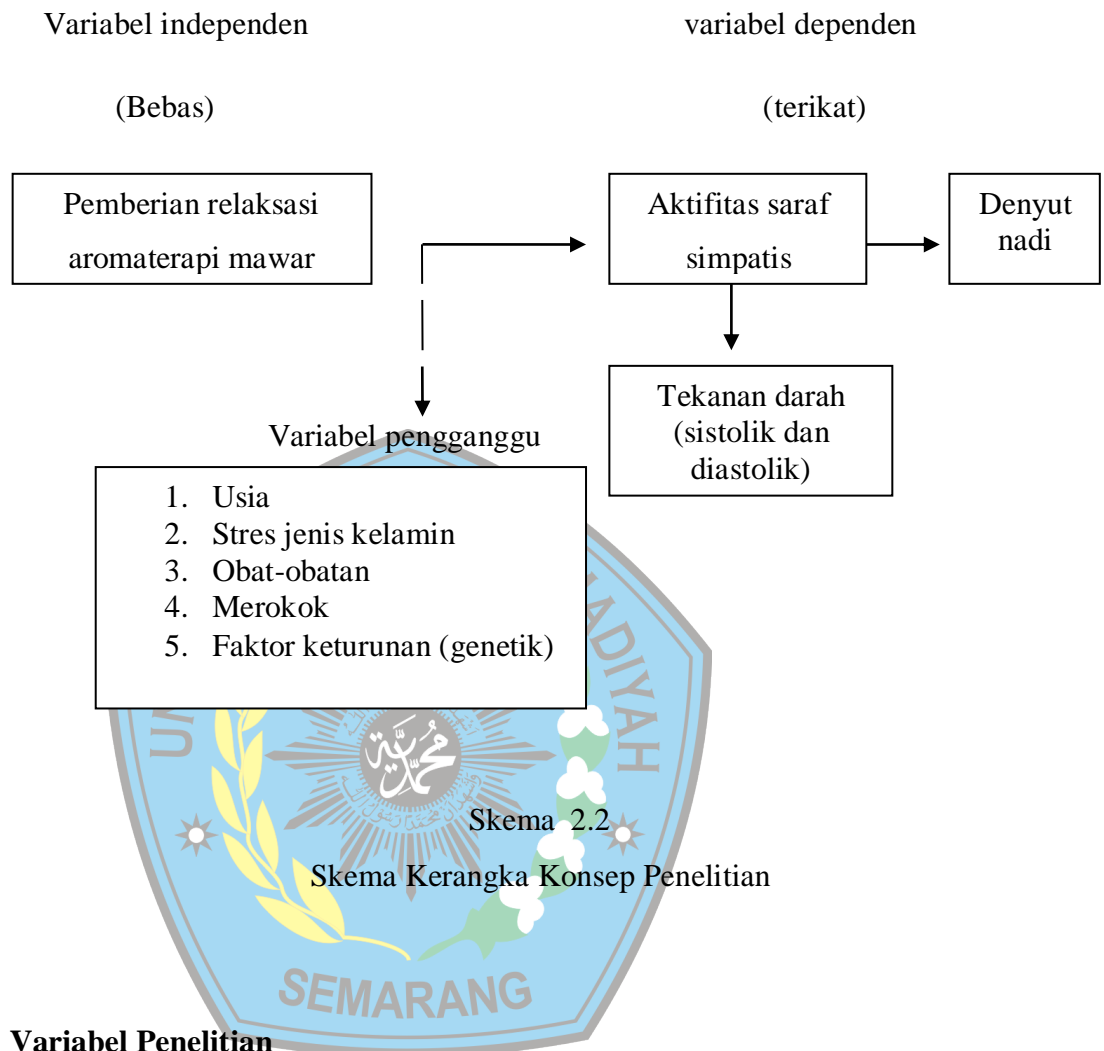 Variabel independen variabel dependen
(Bebas) (terikat)
Pemberian relaksasi
aromaterapi mawar
Aktifitas saraf
simpatis
Denyut
nadi
Tekanan darah
(sistolik dan
diastolik)
Variabel pengganggu
1. Usia
2. Stres jenis kelamin
3. Obat-obatan
4. Merokok
5. Faktor keturunan (genetik)
Skema 2.2
Skema Kerangka Konsep Penelitian
SEMARANG
Variabel Penelitian